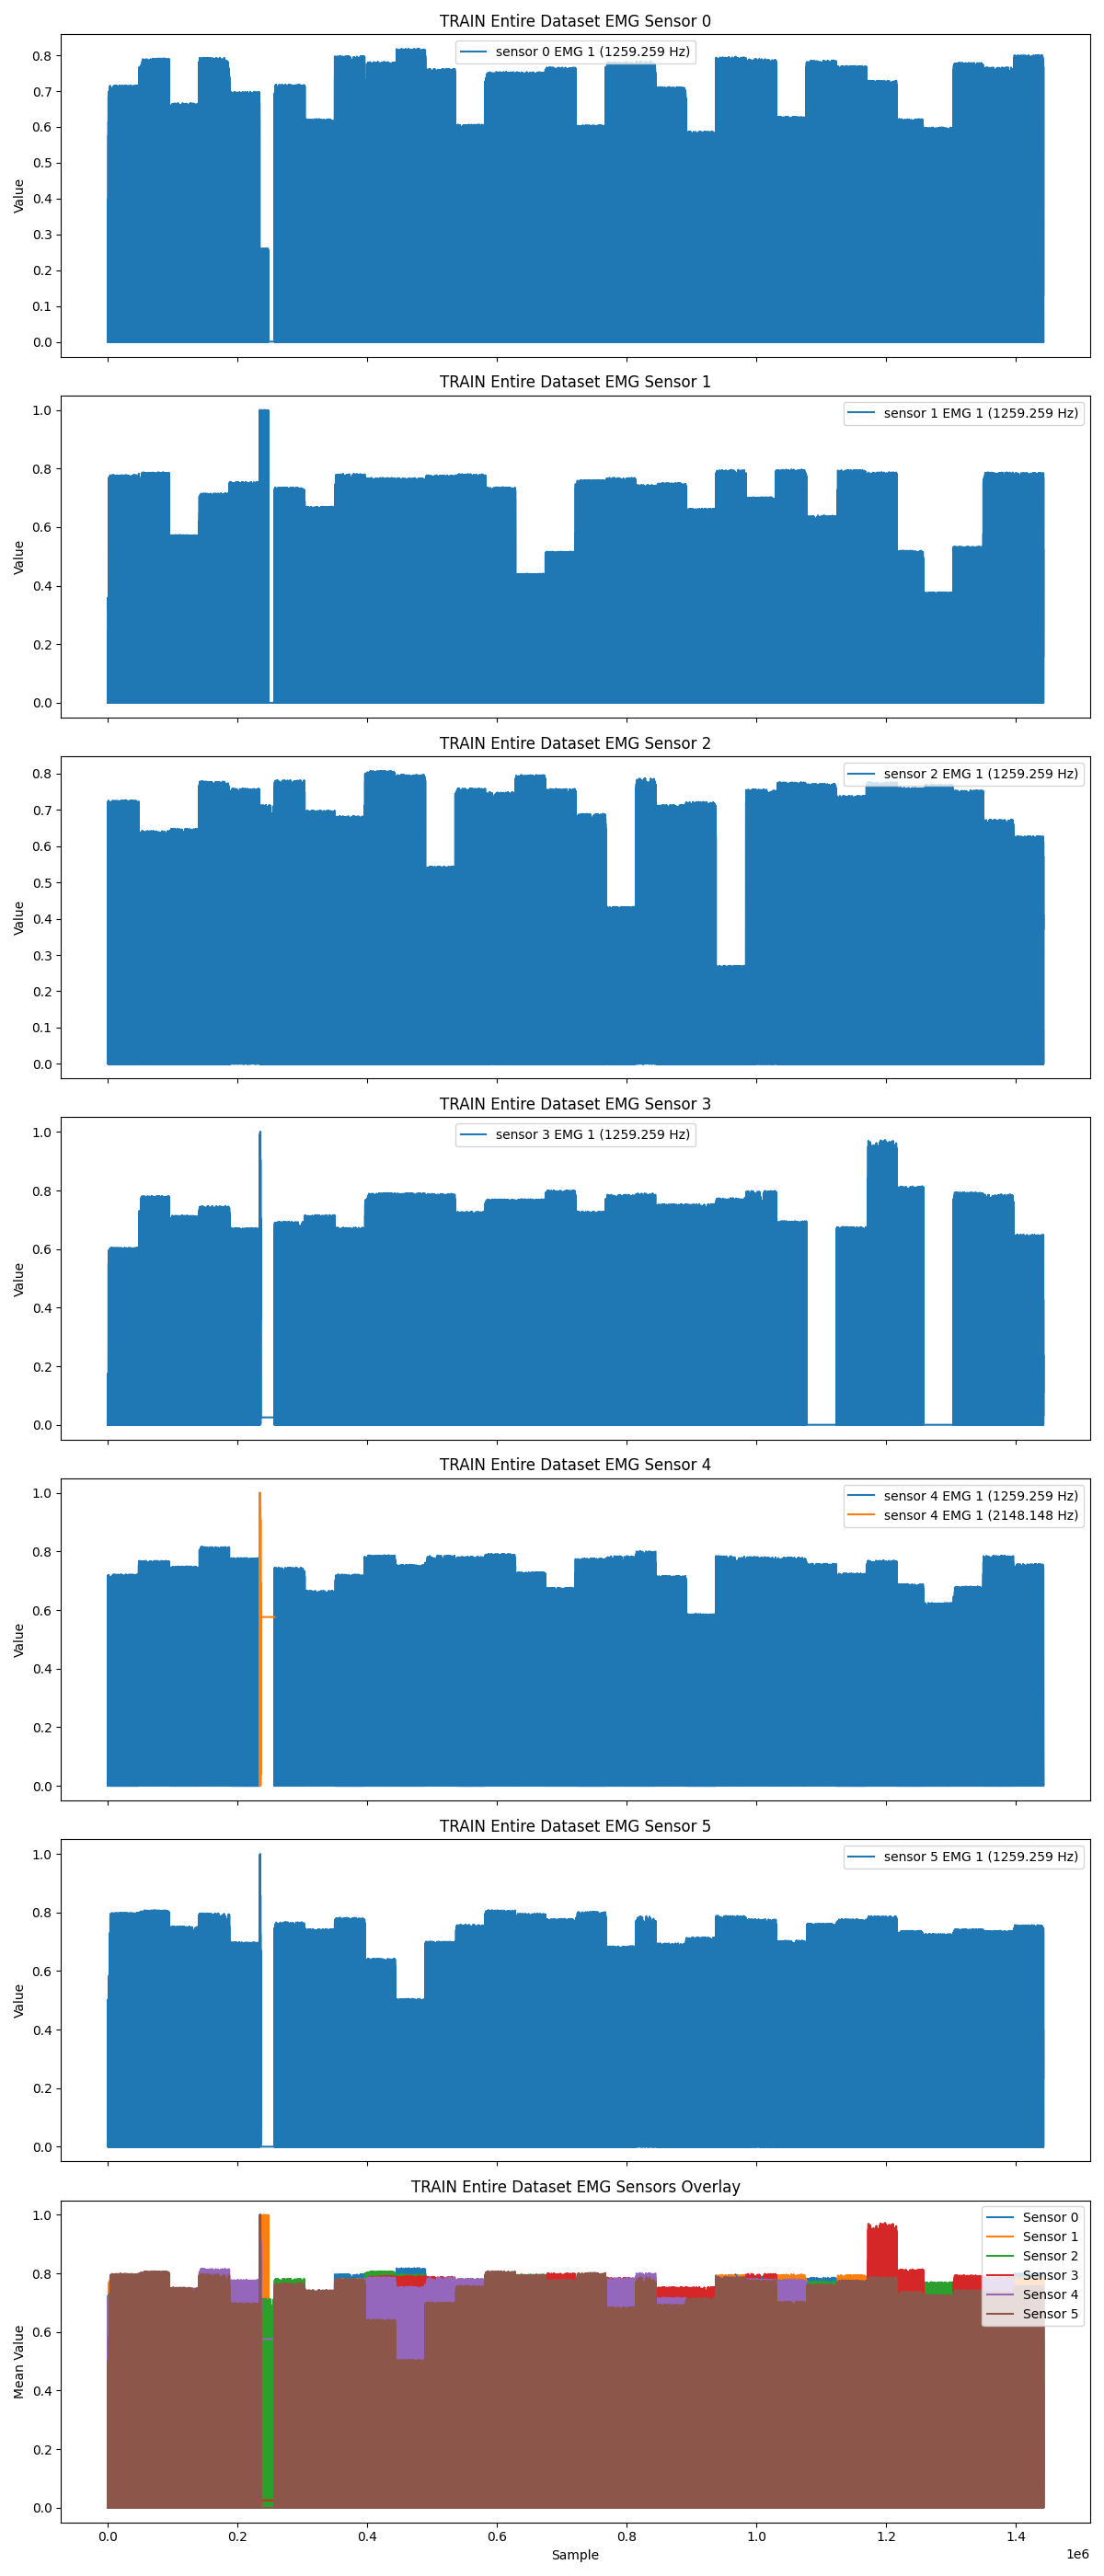 TRAIN Entire Dataset EMG Sensor 0
sensor 0 EMG 1 (1259.259 Hz)
0.8
0.7
0.6
0.5
0.4
0.3
0.2
0.1
0.0
Value
TRAIN Entire Dataset EMG Sensor 1
sensor 1 EMG 1 (1259.259 Hz)
1.0
0.8
0.6
0.4
0.2
0.0
Value
TRAIN Entire Dataset EMG Sensor 2
sensor 2 EMG 1 (1259.259 Hz)
0.8
0.7
0.6
0.5
0.4
0.3
0.2
0.1
0.0
Value
TRAIN Entire Dataset EMG Sensor 3
sensor 3 EMG 1 (1259.259 Hz)
1.0
0.8
0.6
0.4
0.2
0.0
Value
TRAIN Entire Dataset EMG Sensor 4
sensor 4 EMG 1 (1259.259 Hz)
sensor 4 EMG 1 (2148.148 Hz)
1.0
0.8
0.6
0.4
0.2
0.0
Value
TRAIN Entire Dataset EMG Sensor 5
sensor 5 EMG 1 (1259.259 Hz)
1.0
0.8
0.6
0.4
0.2
0.0
Value
TRAIN Entire Dataset EMG Sensors Overlay
Sensor 0
Sensor 1
Sensor 2
Sensor 3
Sensor 4
Sensor 5
1.0
0.8
0.6
0.4
0.2
0.0
Mean Value
0.0 0.2 0.4 0.6 0.8 1.0 1.2 1.4
Sample
1e6